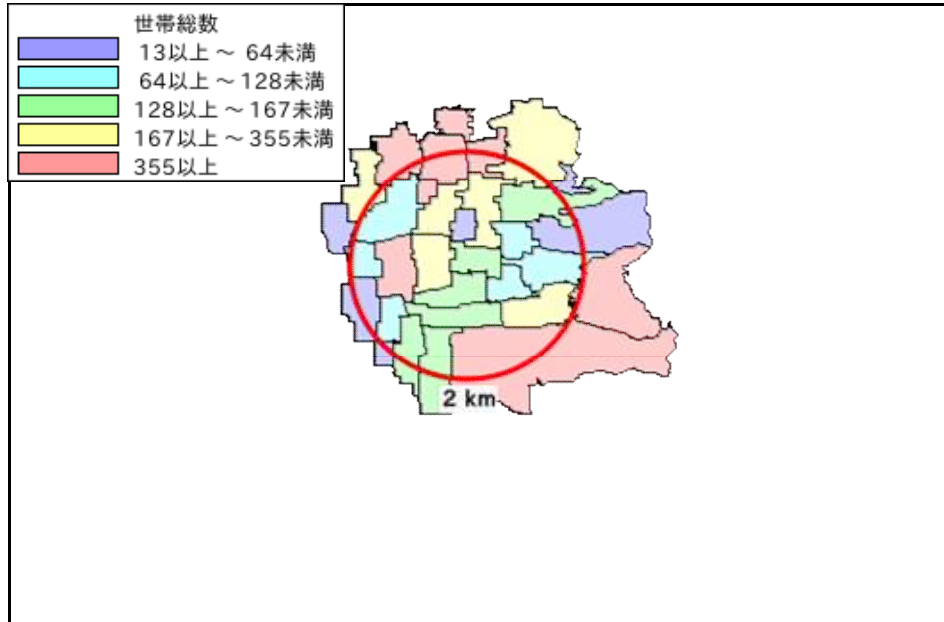 世帯総数
13以上 ～ 64未満
64以上 ～ 128未満
128以上 ～ 167未満
167以上 ～ 355未満
355以上
2 km